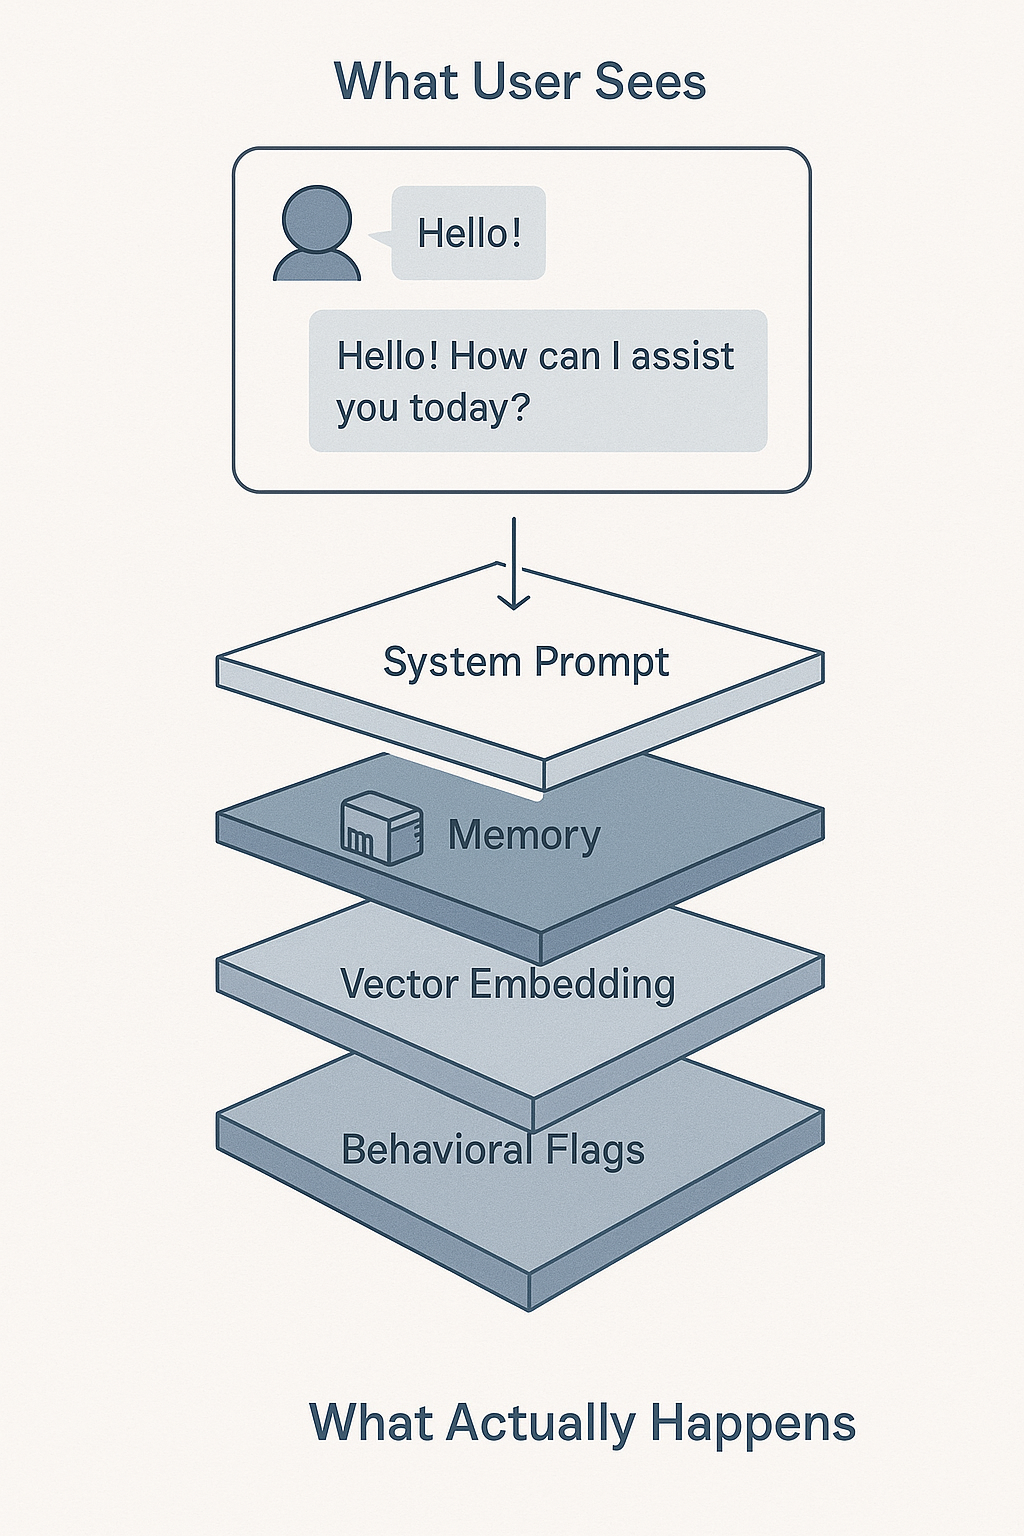 What User Sees
Hello!
Hello! How can I assist
you today?
System Prompt
Memory
Vector Embedding
Behavioral Flags
What Actually Happens